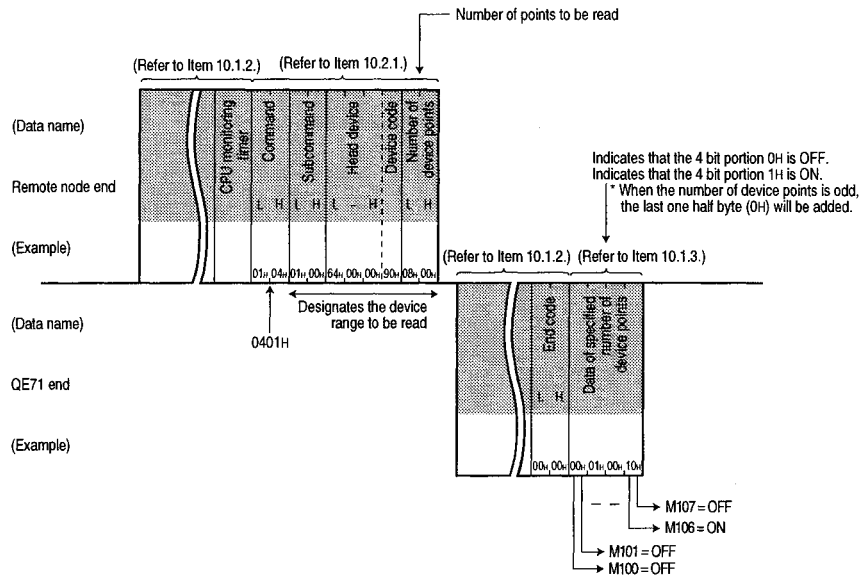 Number of points to be read
(Refer to Item 10.1.2.) (Refer to Item 10.2.1.)
(Data name)
Remote node end
(Example)
CPU monitoring
timer
Command
Subcommand
Head device
Device code
Number of
device points
L H L H L - H L H
01H 04H 01H 00H 64H 00H 00H 90H 08H 00H
0401H
Designates the device
range to be read
Indicates that the 4 bit portion 0H is OFF.
Indicates that the 4 bit portion 1H is ON.
* When the number of device points is odd,
the last one half byte (0H) will be added.
(Refer to Item 10.1.2.) (Refer to Item 10.1.3.)
(Data name)
QE71 end
(Example)
End code
Data of specified
number of
device points
L H
00H 00H 00H 01H 00H 10H
M107 = OFF
M106 = ON
M101 = OFF
M100 = OFF